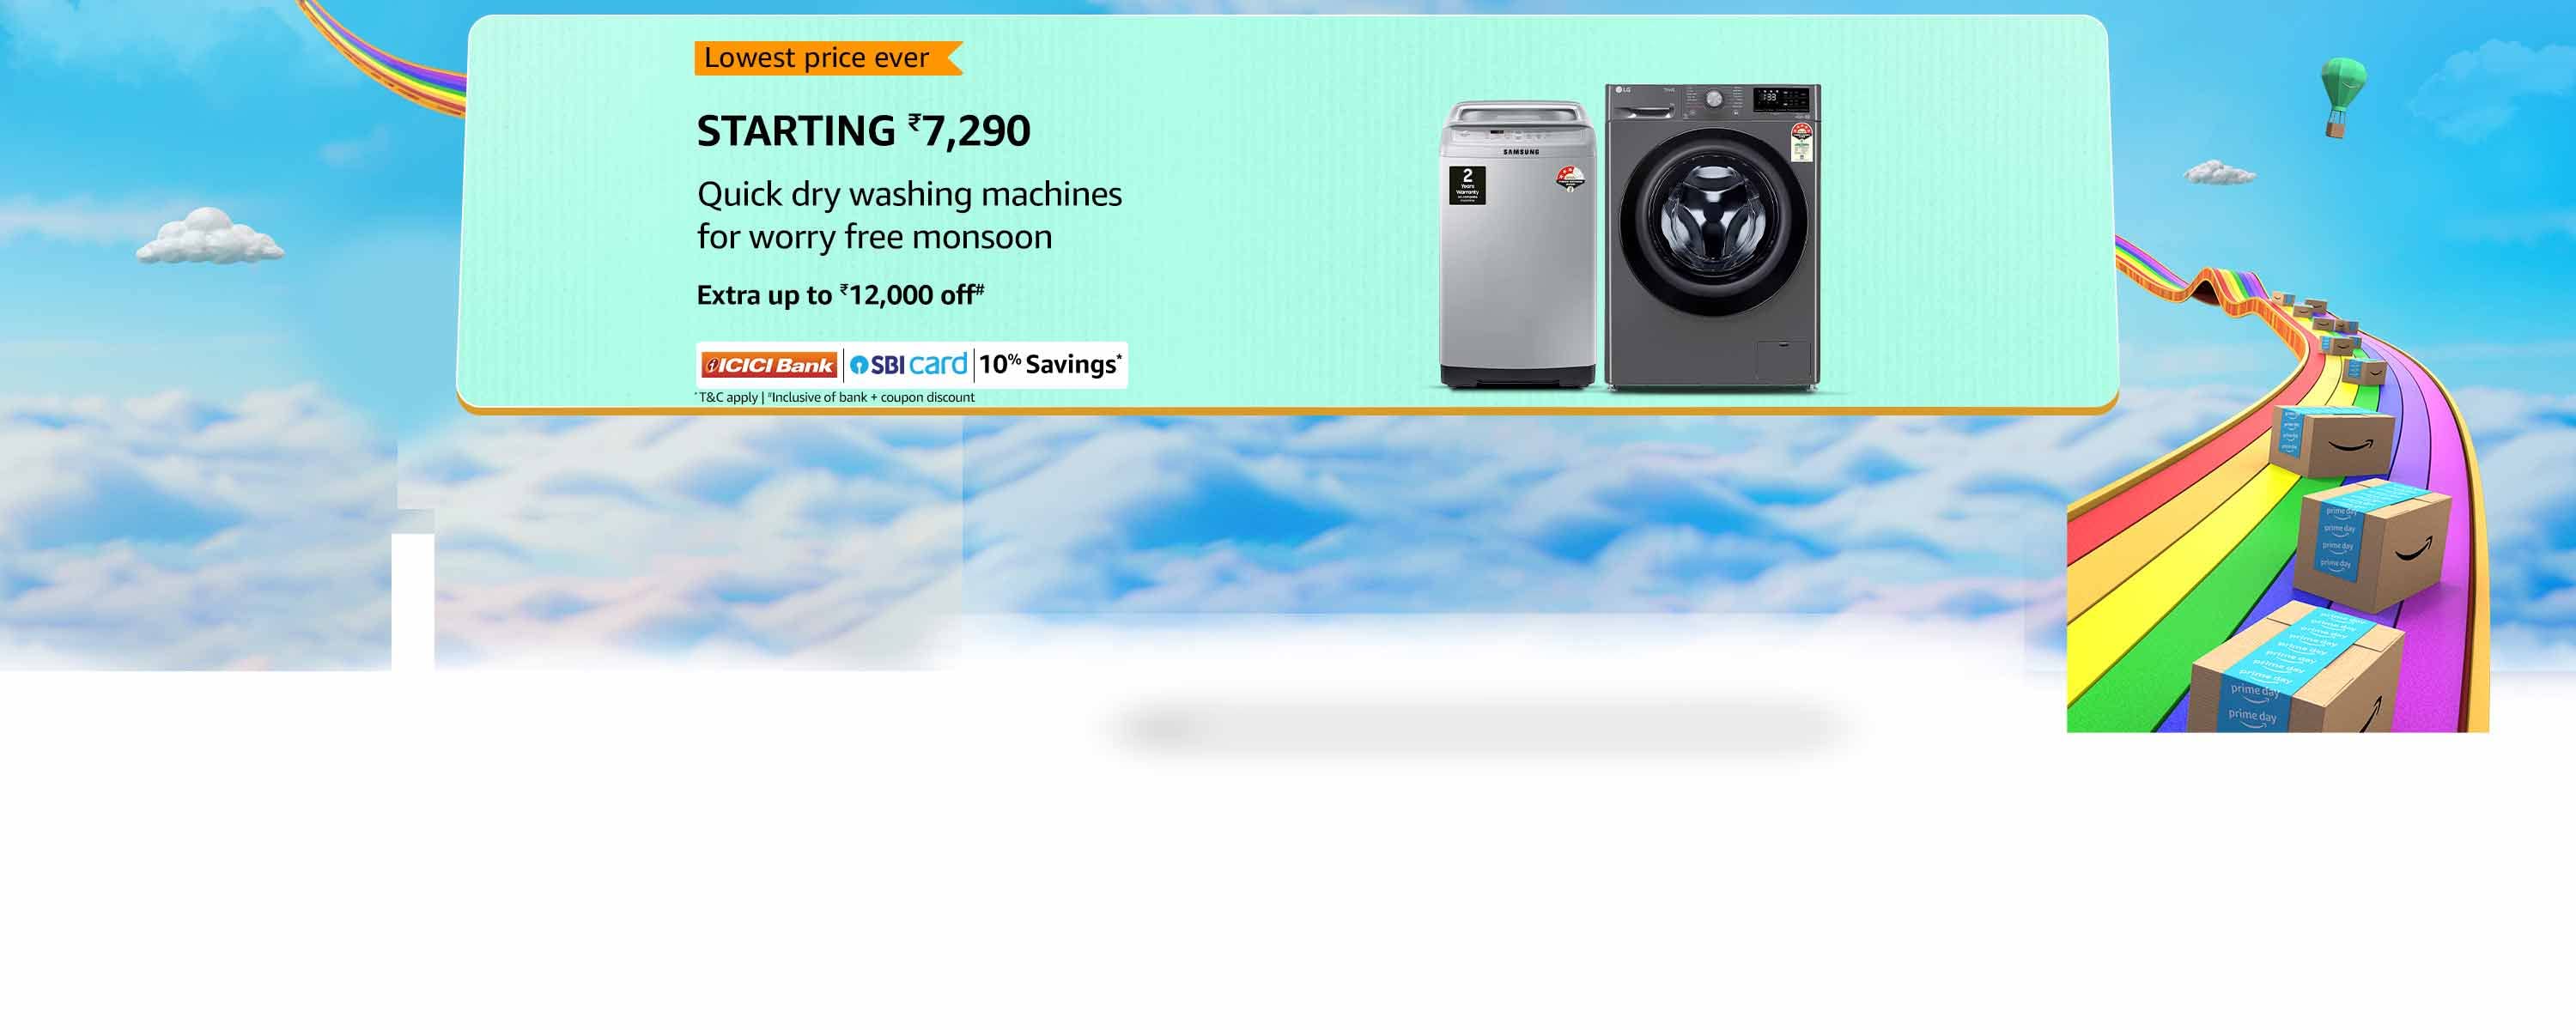 Lowest price ever
STARTING ₹7,290
Quick dry washing machines
for worry free monsoon
Extra up to ₹12,000 off#
ICICI Bank | SBI card | 10% Savings*
*T&C apply | #Inclusive of bank + coupon discount
SAMSUNG
2
Years
Warranty
LG
prime day
prime day
prime day
prime day
prime day
prime day
prime day
prime day
prime day
prime day
prime day